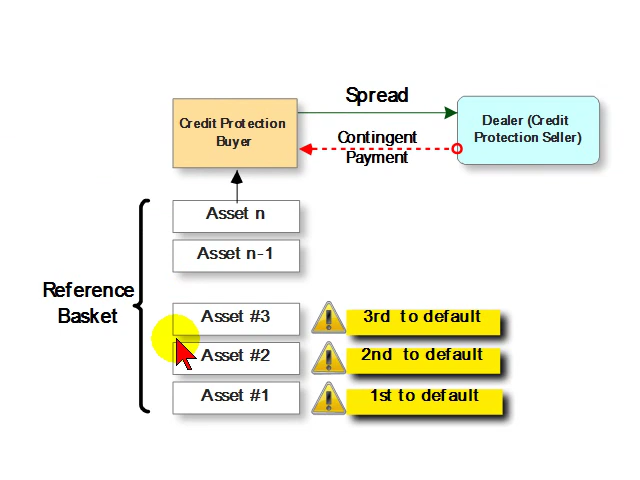 Spread
Credit Protection
Buyer
Dealer (Credit
Protection Seller)
Contingent
Payment
Asset n
Asset n-1
Reference
Basket
Asset #3
3rd to default
Asset #2
2nd to default
Asset #1
1st to default